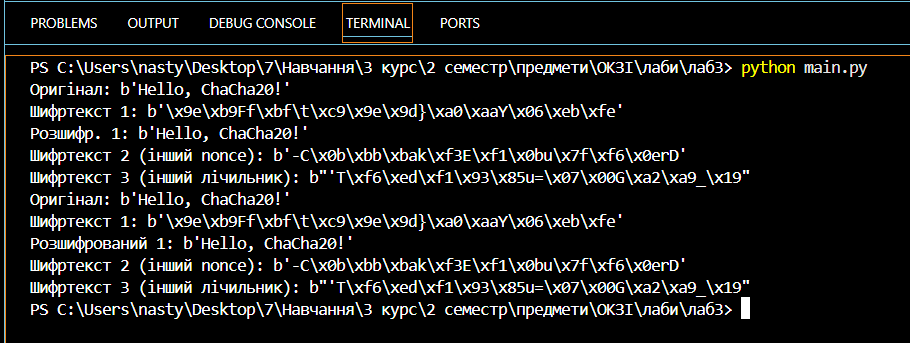 PROBLEMS OUTPUT DEBUG CONSOLE TERMINAL PORTS
PS C:\Users\nasty\Desktop\7\Навчання\3 курс\2 семестр\предмети\ОКЗІ\лаби\лаб3> python main.py
Оригінал: b'Hello, ChaCha20!'
Шифртекст 1: b'\x9e\xb9Ff\xbf\t\xc9\x9e\x9d}\xa0\xaaY\x06\xeb\xfe'
Розшифр. 1: b'Hello, ChaCha20!'
Шифртекст 2 (інший nonce): b'-C\x0b\xbb\xbak\xf3E\xf1\x0bu\x7f\xf6\x0erD'
Шифртекст 3 (інший лічильник): b"'T\xf6\xed\xf1\x93\x85u=\x07\x00G\xa2\xa9_\x19"
Оригінал: b'Hello, ChaCha20!'
Шифртекст 1: b'\x9e\xb9Ff\xbf\t\xc9\x9e\x9d}\xa0\xaaY\x06\xeb\xfe'
Розшифрований 1: b'Hello, ChaCha20!'
Шифртекст 2 (інший nonce): b'-C\x0b\xbb\xbak\xf3E\xf1\x0bu\x7f\xf6\x0erD'
Шифртекст 3 (інший лічильник): b"'T\xf6\xed\xf1\x93\x85u=\x07\x00G\xa2\xa9_\x19"
PS C:\Users\nasty\Desktop\7\Навчання\3 курс\2 семестр\предмети\ОКЗІ\лаби\лаб3>